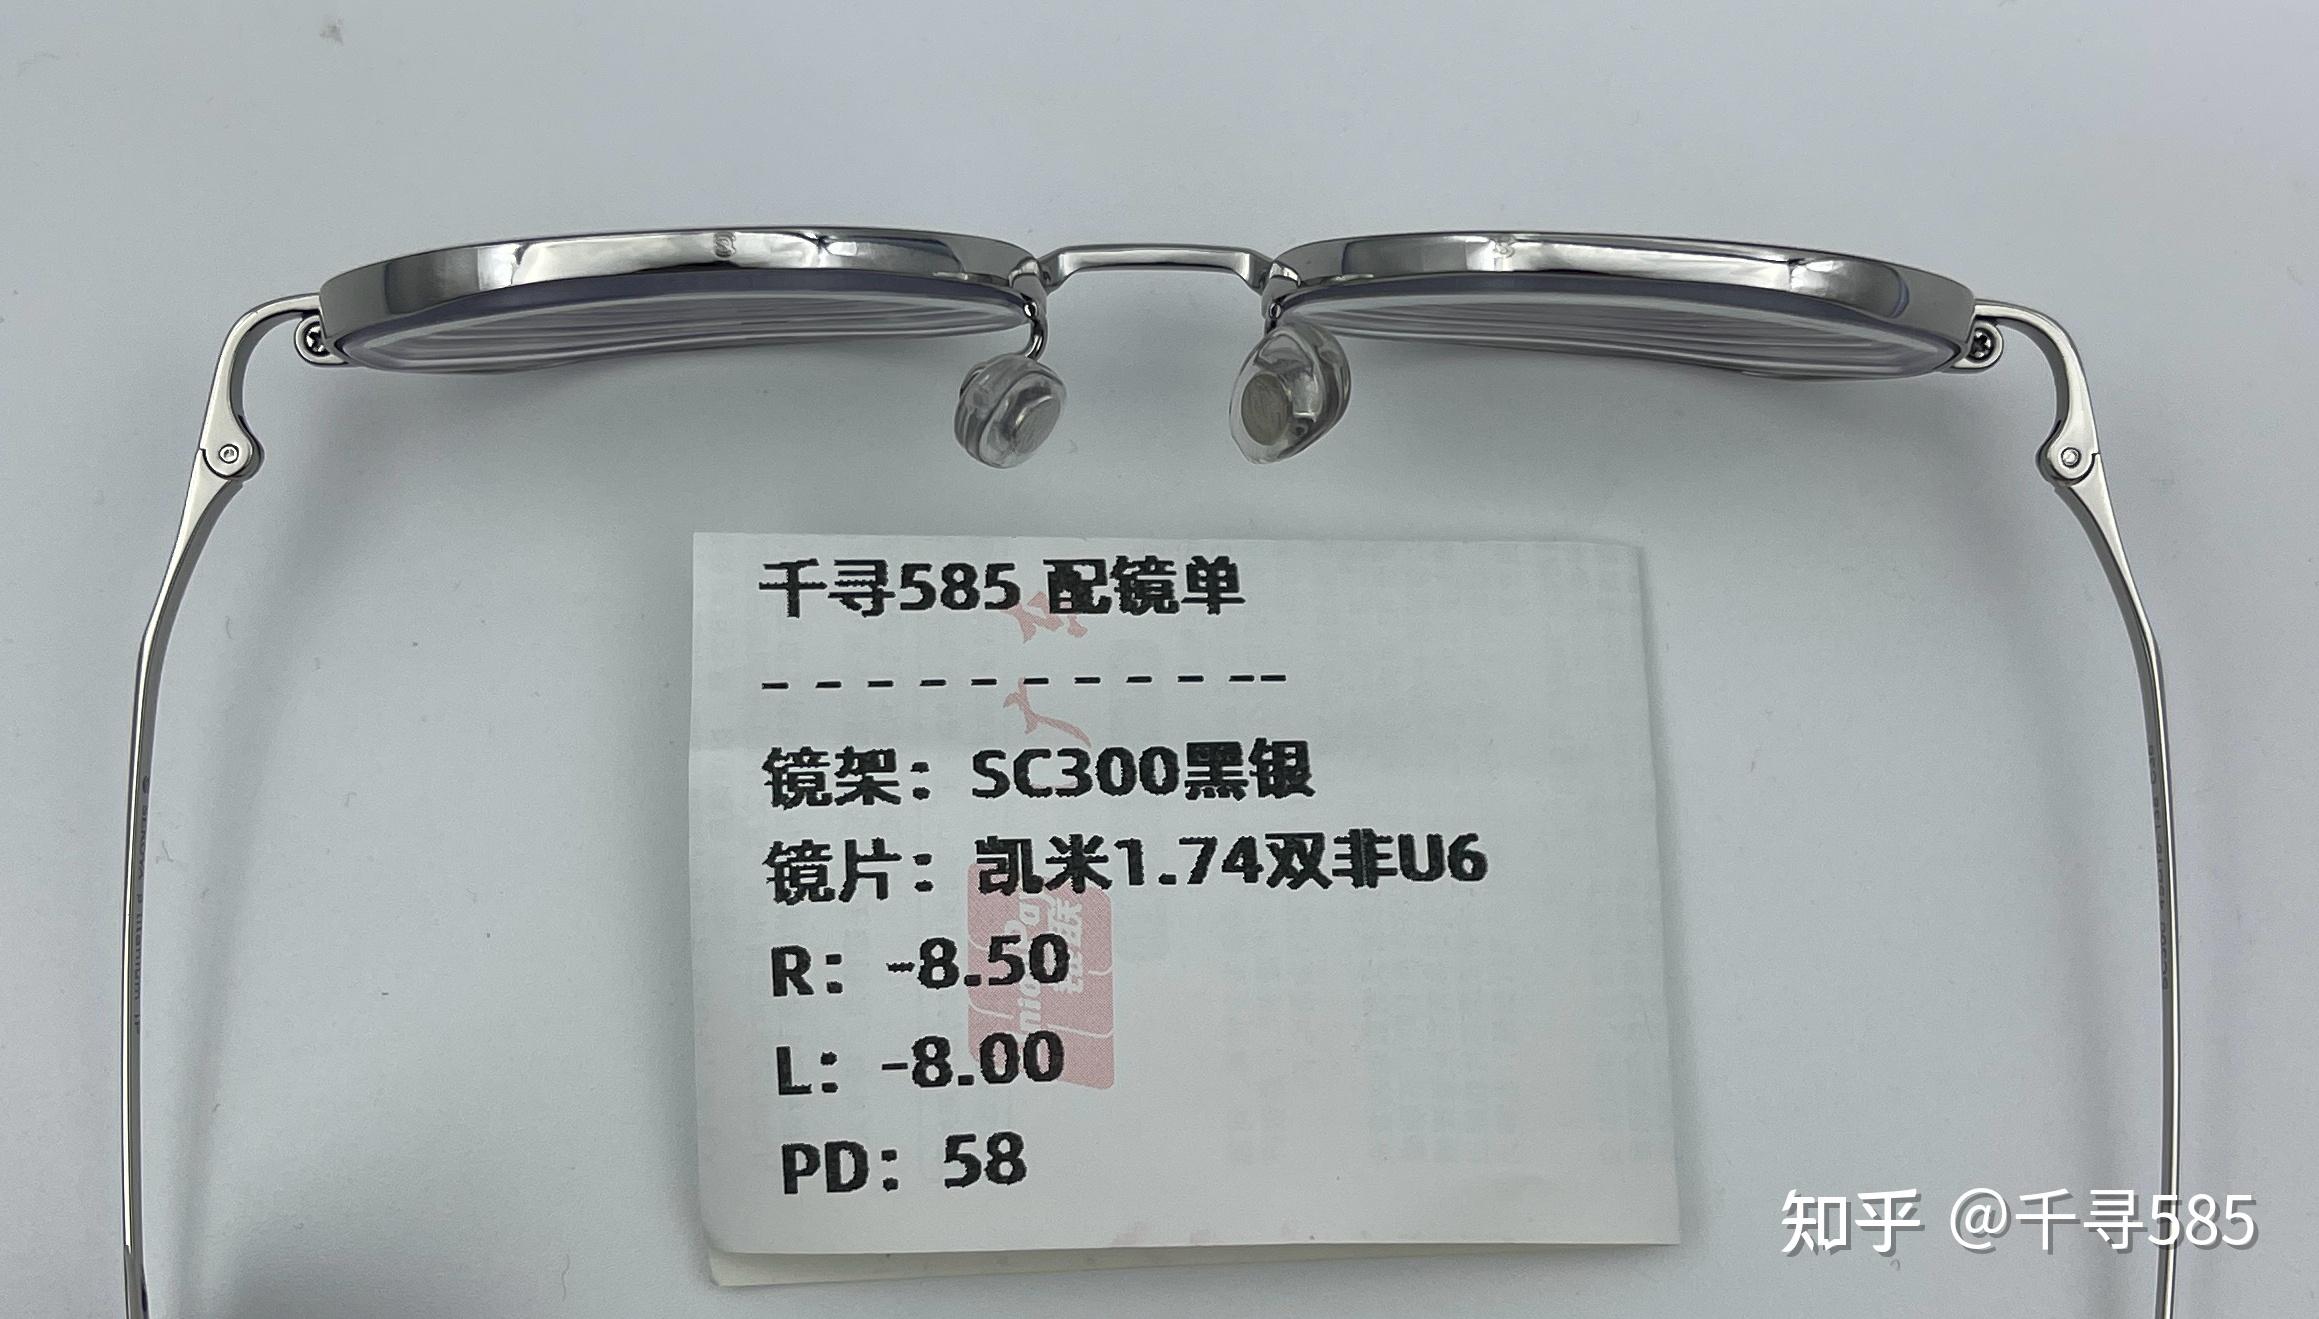 千寻585 配镜单
- - - - - - - - - - --
镜架：SC300黑银
镜片：凯米1.74双非U6
R：-8.50
L：-8.00
PD：58
知乎 @千寻585